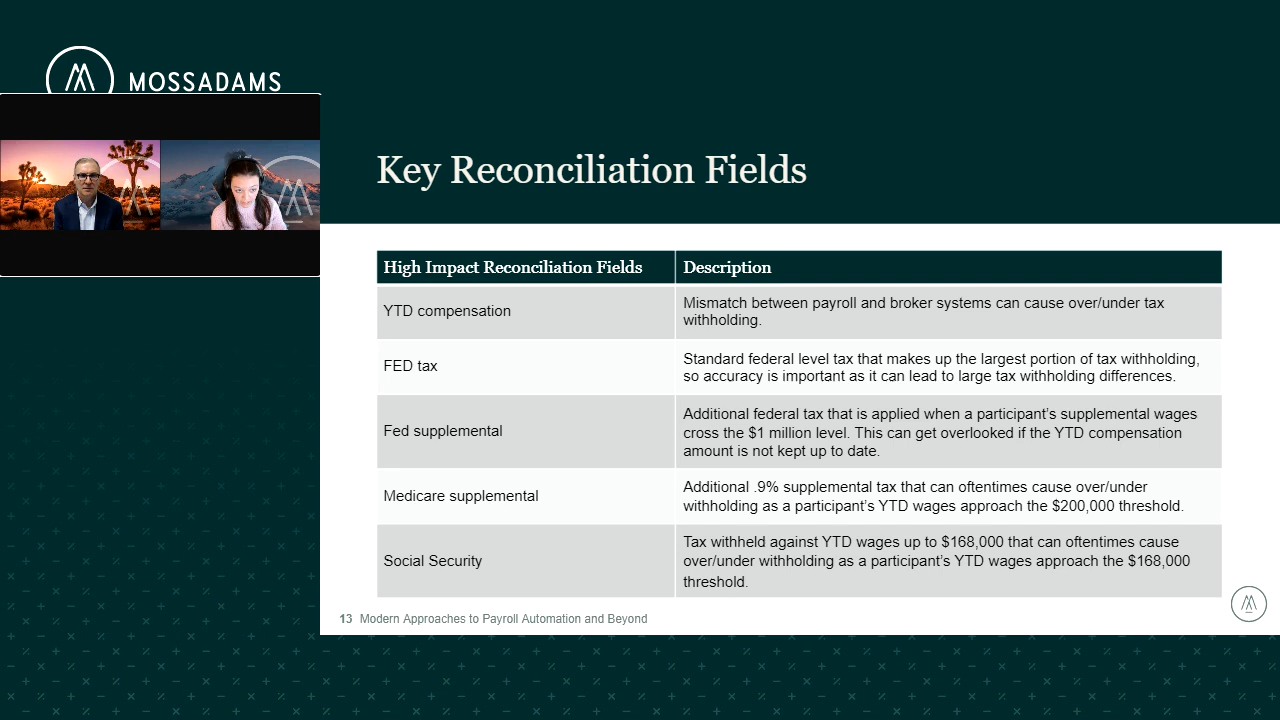 MOSSADAMS
Key Reconciliation Fields
High Impact Reconciliation Fields
Description
YTD compensation
Mismatch between payroll and broker systems can cause over/under tax
withholding.
FED tax
Standard federal level tax that makes up the largest portion of tax withholding,
so accuracy is important as it can lead to large tax withholding differences.
Fed supplemental
Additional federal tax that is applied when a participant’s supplemental wages
cross the $1 million level. This can get overlooked if the YTD compensation
amount is not kept up to date.
Medicare supplemental
Additional .9% supplemental tax that can oftentimes cause over/under
withholding as a participant’s YTD wages approach the $200,000 threshold.
Social Security
Tax withheld against YTD wages up to $168,000 that can oftentimes cause
over/under withholding as a participant’s YTD wages approach the $168,000
threshold.
13 Modern Approaches to Payroll Automation and Beyond